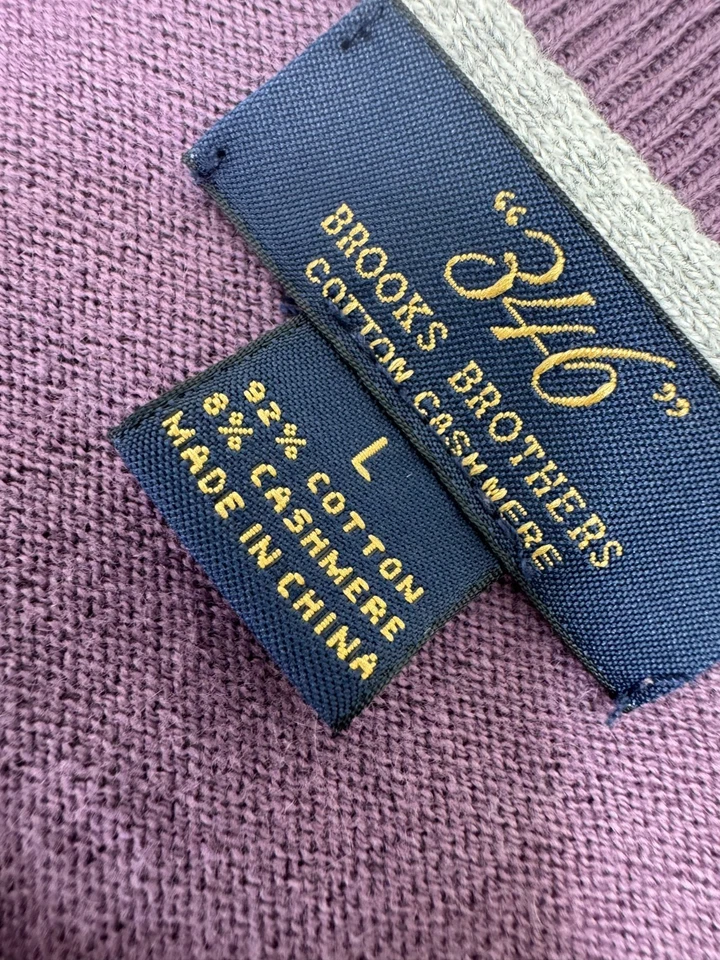 “346”
BROOKS BROTHERS
COTTON CASHMERE
L
92% COTTON
8% CASHMERE
MADE IN CHINA